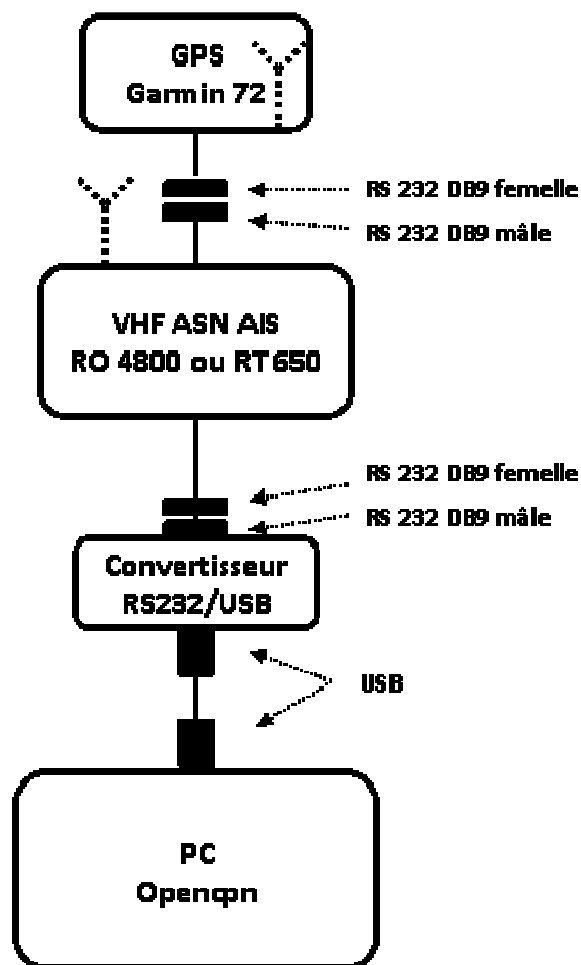 GPS
Garmin 72
RS 232 DB9 femelle
RS 232 DB9 mâle
VHF ASN AIS
RO 4800 ou RT650
RS 232 DB9 femelle
RS 232 DB9 mâle
Convertisseur
RS232/USB
USB
PC
Opencpn